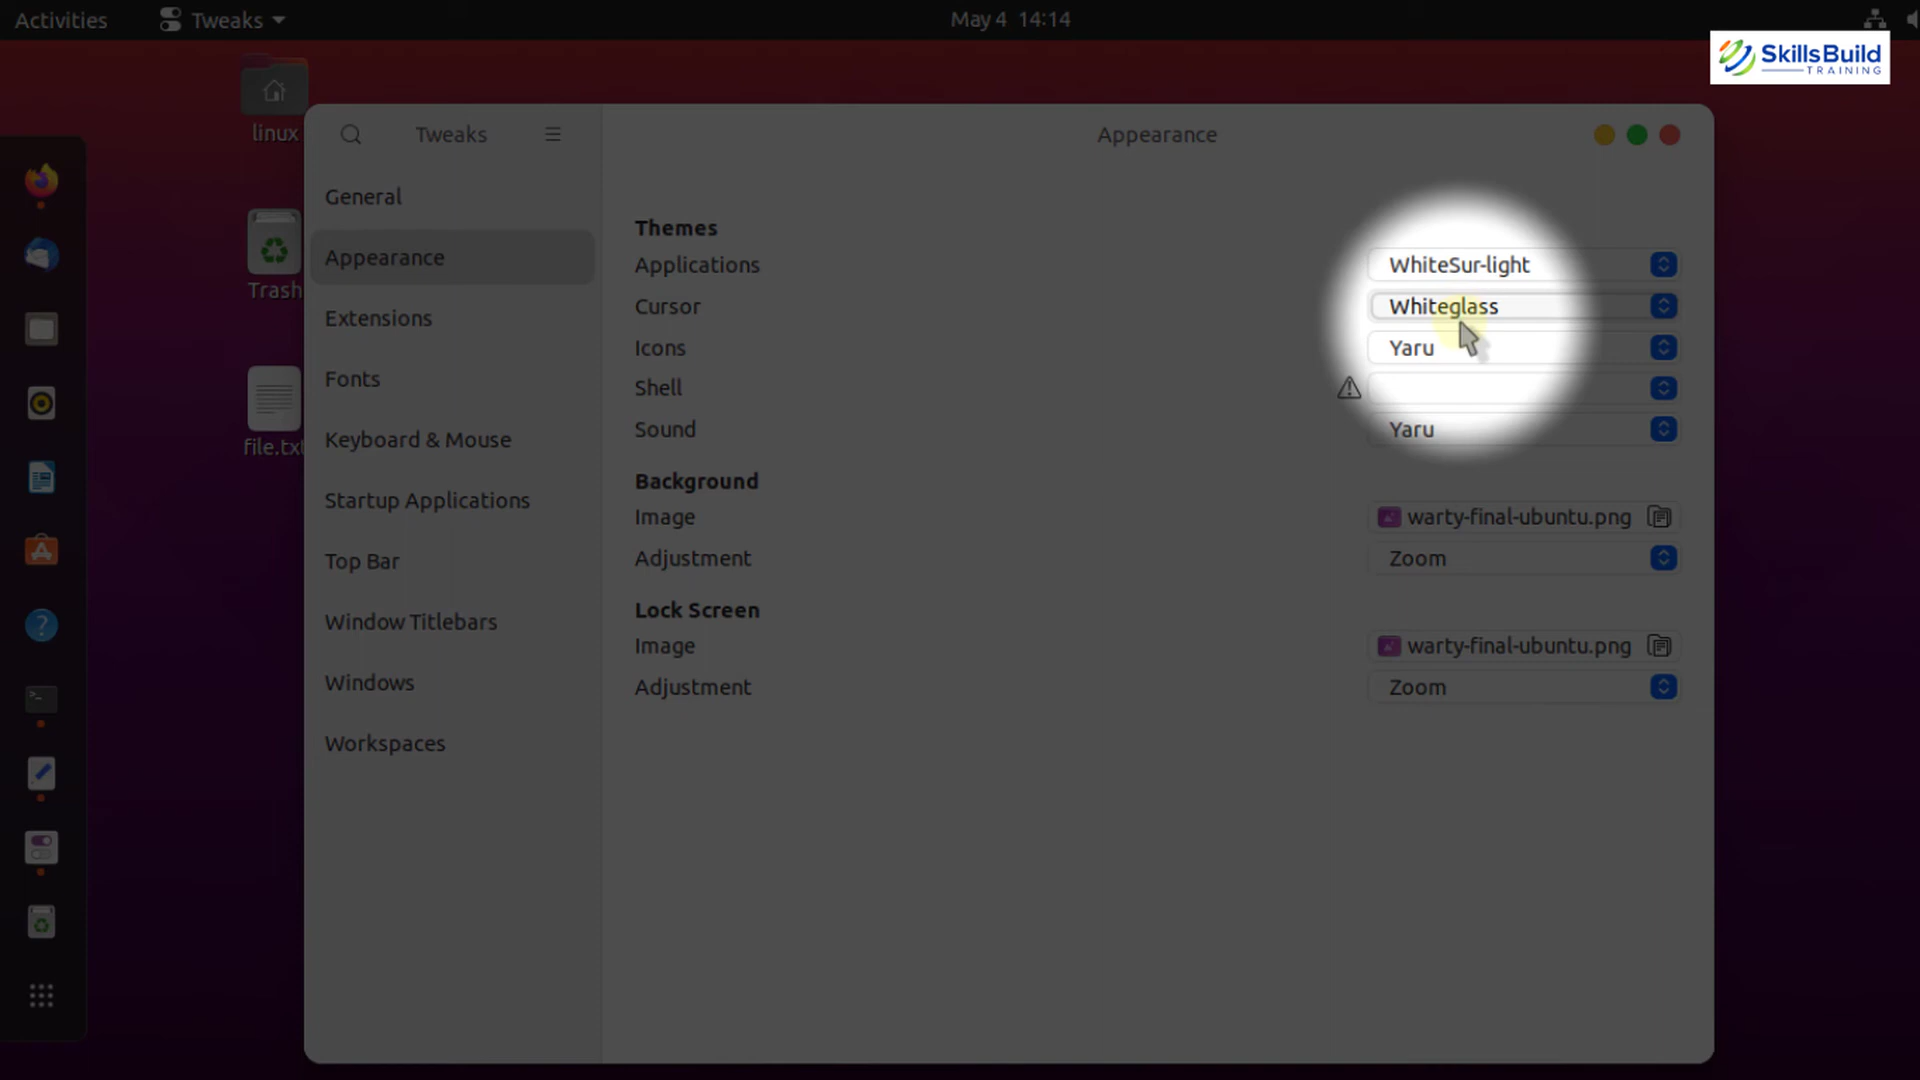 Activities
Tweaks
May 4 14:14
SkillsBuild
TRAINING
linux
Trash
file.txt
Tweaks
Appearance
General
Appearance
Extensions
Fonts
Keyboard & Mouse
Startup Applications
Top Bar
Window Titlebars
Windows
Workspaces
Themes
Applications WhiteSur-light
Cursor Whiteglass
Icons Yaru
Shell
Sound Yaru
Background
Image warty-final-ubuntu.png
Adjustment Zoom
Lock Screen
Image warty-final-ubuntu.png
Adjustment Zoom